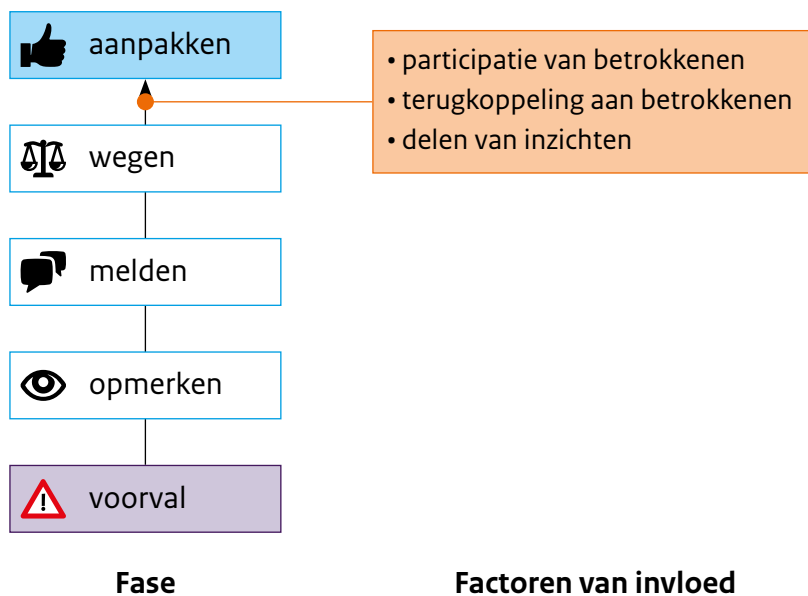 aanpakken
• participatie van betrokkenen
• terugkoppeling aan betrokkenen
• delen van inzichten
wegen
melden
opmerken
voorval
Fase
Factoren van invloed